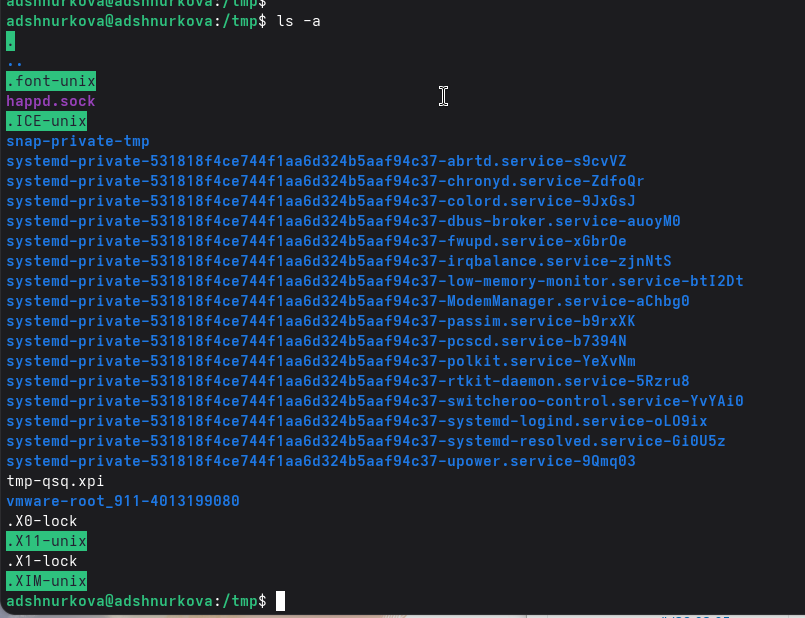 adshnurkova@adshnurkova:/tmp$
adshnurkova@adshnurkova:/tmp$ ls -a
.
..
.font-unix
happd.sock
.ICE-unix
snap-private-tmp
systemd-private-531818f4ce744f1aa6d324b5aaf94c37-abrtd.service-s9cvVZ
systemd-private-531818f4ce744f1aa6d324b5aaf94c37-chronyd.service-ZdfoQr
systemd-private-531818f4ce744f1aa6d324b5aaf94c37-colord.service-9JxGsJ
systemd-private-531818f4ce744f1aa6d324b5aaf94c37-dbus-broker.service-auoyM0
systemd-private-531818f4ce744f1aa6d324b5aaf94c37-fwupd.service-xGbrOe
systemd-private-531818f4ce744f1aa6d324b5aaf94c37-irqbalance.service-zjnNtS
systemd-private-531818f4ce744f1aa6d324b5aaf94c37-low-memory-monitor.service-btI2Dt
systemd-private-531818f4ce744f1aa6d324b5aaf94c37-ModemManager.service-aChbg0
systemd-private-531818f4ce744f1aa6d324b5aaf94c37-passim.service-b9rxXK
systemd-private-531818f4ce744f1aa6d324b5aaf94c37-pcscd.service-b7394N
systemd-private-531818f4ce744f1aa6d324b5aaf94c37-polkit.service-YeXvNm
systemd-private-531818f4ce744f1aa6d324b5aaf94c37-rtkit-daemon.service-5Rzru8
systemd-private-531818f4ce744f1aa6d324b5aaf94c37-switcheroo-control.service-YvYAi0
systemd-private-531818f4ce744f1aa6d324b5aaf94c37-systemd-logind.service-oLO9ix
systemd-private-531818f4ce744f1aa6d324b5aaf94c37-systemd-resolved.service-Gi0U5z
systemd-private-531818f4ce744f1aa6d324b5aaf94c37-upower.service-9Qmq03
tmp-qsq.xpi
vmware-root_911-4013199080
.X0-lock
.X11-unix
.X1-lock
.XIM-unix
adshnurkova@adshnurkova:/tmp$